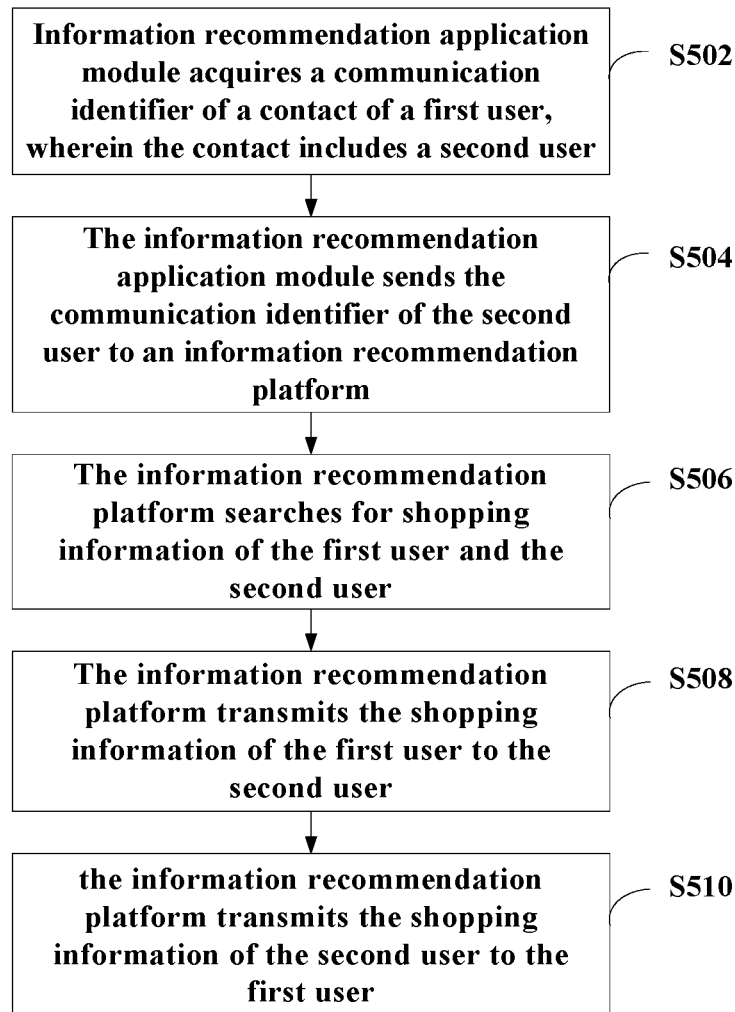 Information recommendation application
module acquires a communication
identifier of a contact of a first user,
wherein the contact includes a second user
S502
The information recommendation
application module sends the
communication identifier of the second
user to an information recommendation
platform
S504
The information recommendation
platform searches for shopping
information of the first user and the
second user
S506
The information recommendation
platform transmits the shopping
information of the first user to the
second user
S508
the information recommendation
platform transmits the shopping
information of the second user to the
first user
S510